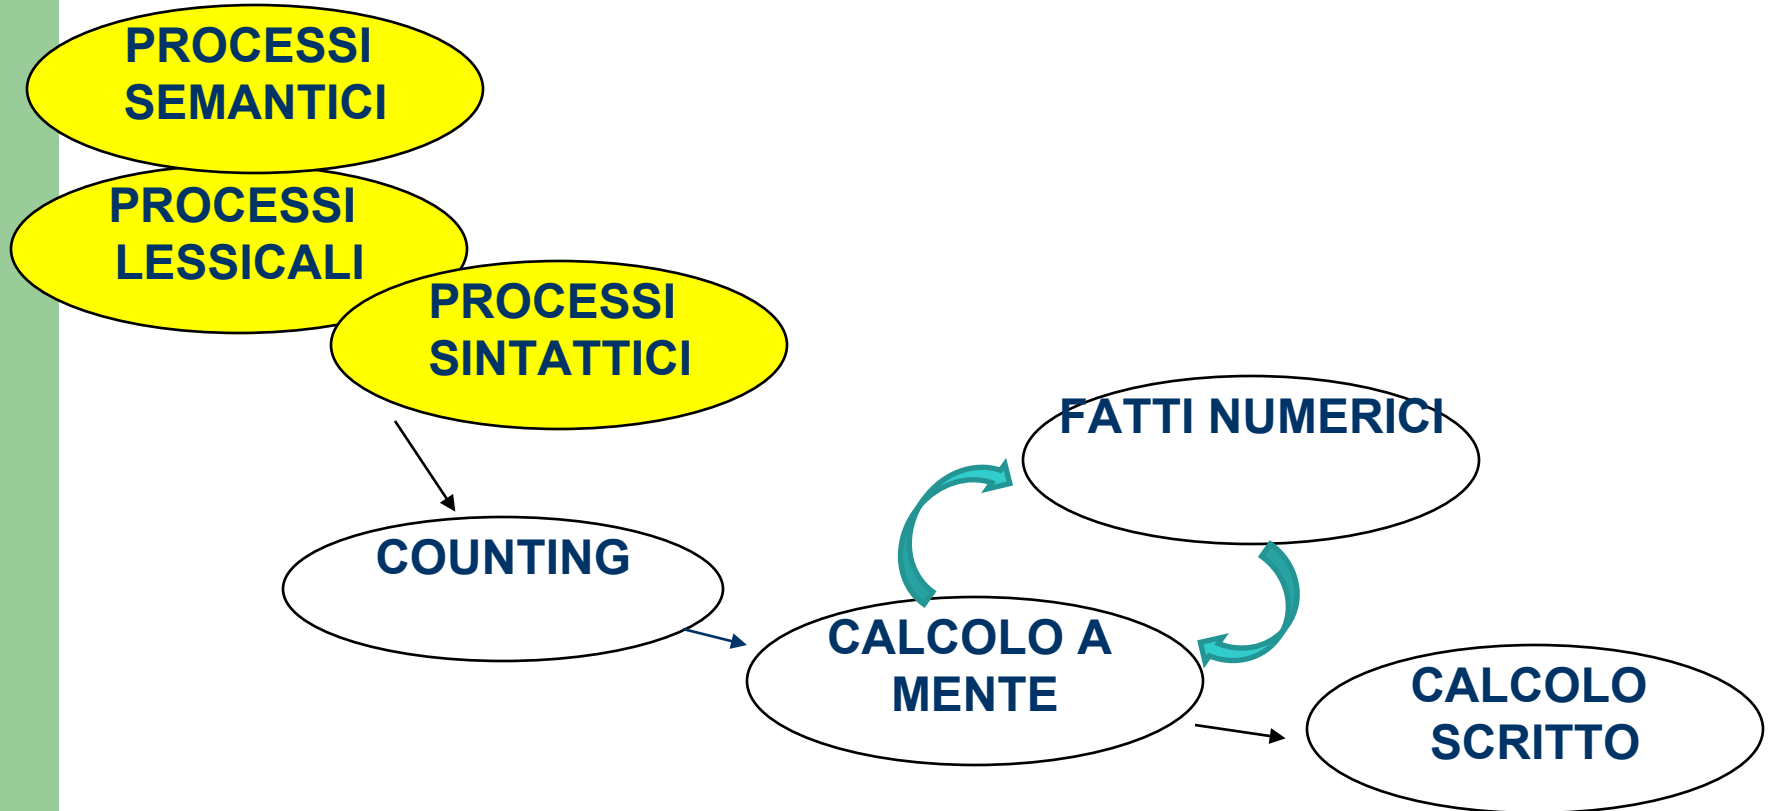 PROCESSI
SEMANTICI
PROCESSI
LESSICALI
PROCESSI
SINTATTICI
FATTI NUMERICI
COUNTING
CALCOLO A
MENTE
CALCOLO
SCRITTO